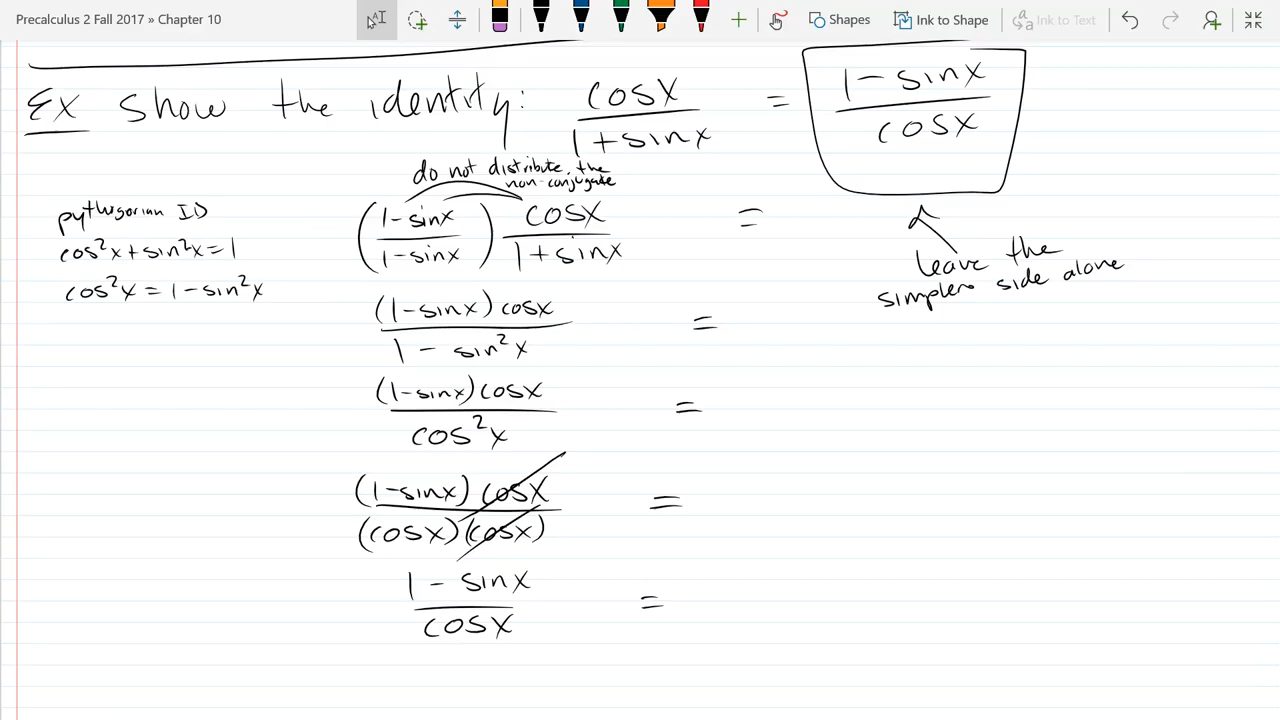 Precalculus 2 Fall 2017 » Chapter 10
Shapes
Ink to Shape
Ink to Text
Ex show the identity: cosx / 1+sinx = 1-sinx / cosx
do not distribute the
non-conjugate
pythagorian ID
cos²x+sin²x=1
cos²x = 1-sin²x
(1-sinx / 1-sinx) cosx / 1+sinx =
leave the
simpler side alone
(1-sinx) cosx / 1 - sin²x =
(1-sinx) cosx / cos²x =
(1-sinx) cosx / (cosx)(cosx) =
1 - sinx / cosx =